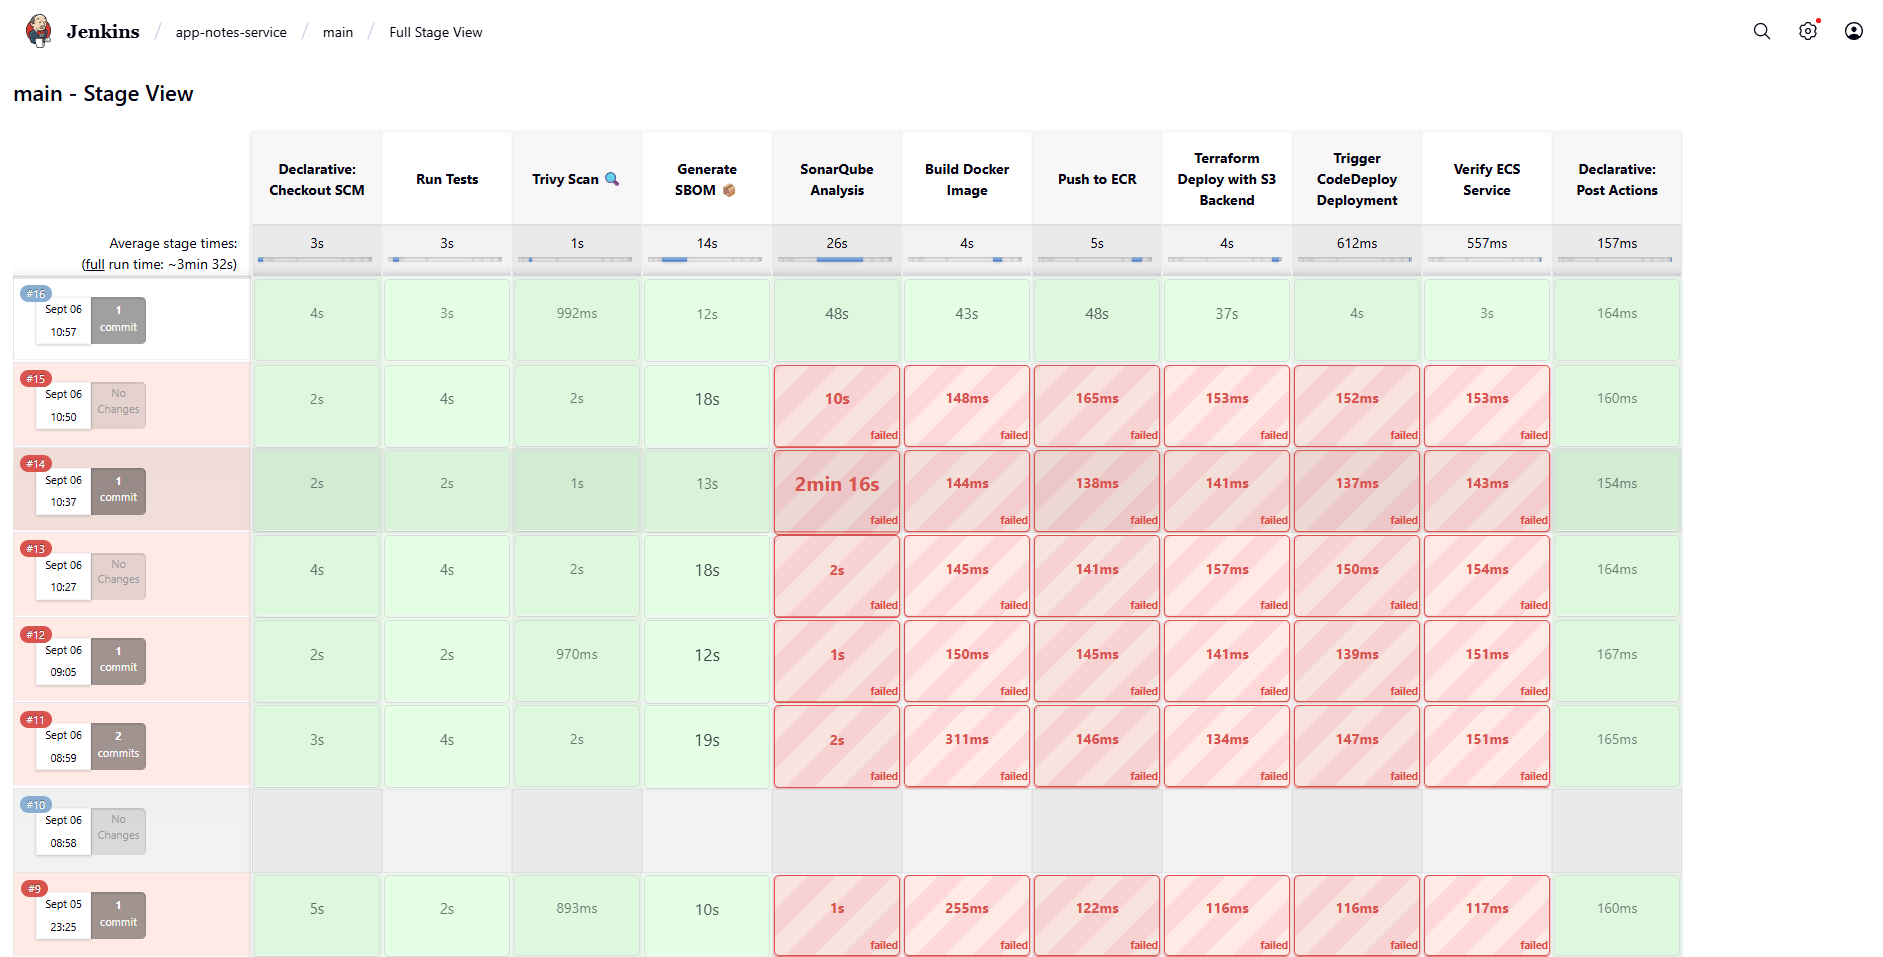 Jenkins / app-notes-service / main / Full Stage View
main - Stage View
Declarative: Checkout SCM
Run Tests
Trivy Scan 🔍
Generate SBOM 📦
SonarQube Analysis
Build Docker Image
Push to ECR
Terraform Deploy with S3 Backend
Trigger CodeDeploy Deployment
Verify ECS Service
Declarative: Post Actions
Average stage times:
(full run time: ~3min 32s)
3s 3s 1s 14s 26s 4s 5s 4s 612ms 557ms 157ms
#16
Sept 06
10:57
1
commit
4s 3s 992ms 12s 48s 43s 48s 37s 4s 3s 164ms
#15
Sept 06
10:50
No
Changes
2s 4s 2s 18s 10s 148ms 165ms 153ms 152ms 153ms 160ms
failed failed failed failed failed failed
#14
Sept 06
10:37
1
commit
2s 2s 1s 13s 2min 16s 144ms 138ms 141ms 137ms 143ms 154ms
failed failed failed failed failed failed
#13
Sept 06
10:27
No
Changes
4s 4s 2s 18s 2s 145ms 141ms 157ms 150ms 154ms 164ms
failed failed failed failed failed failed
#12
Sept 06
09:05
1
commit
2s 2s 970ms 12s 1s 150ms 145ms 141ms 139ms 151ms 167ms
failed failed failed failed failed failed
#11
Sept 06
08:59
2
commits
3s 4s 2s 19s 2s 311ms 146ms 134ms 147ms 151ms 165ms
failed failed failed failed failed failed
#10
Sept 06
08:58
No
Changes
#9
Sept 05
23:25
1
commit
5s 2s 893ms 10s 1s 255ms 122ms 116ms 116ms 117ms 160ms
failed failed failed failed failed failed